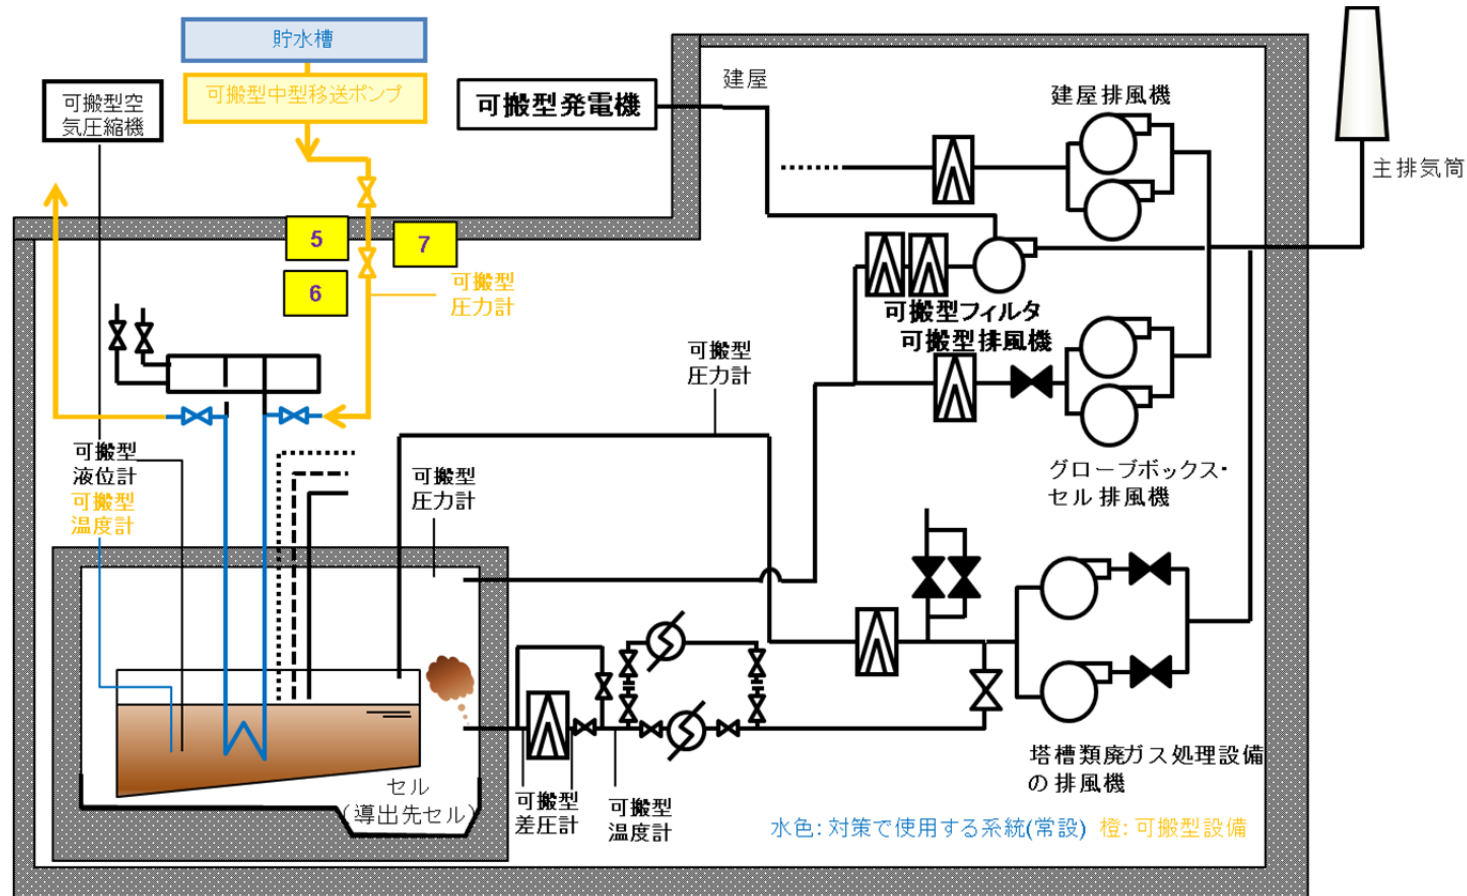 貯水槽
可搬型中型移送ポンプ
可搬型空
気圧縮機
可搬型発電機
建屋
建屋排風機
主排気筒
5
7
6
可搬型
圧力計
可搬型フィルタ
可搬型排風機
可搬型
圧力計
可搬型
液位計
可搬型
温度計
可搬型
圧力計
グローブボックス・
セル排風機
セル
(導出先セル)
可搬型
差圧計
可搬型
温度計
塔槽類廃ガス処理設備
の排風機
水色:対策で使用する系統(常設) 橙:可搬型設備